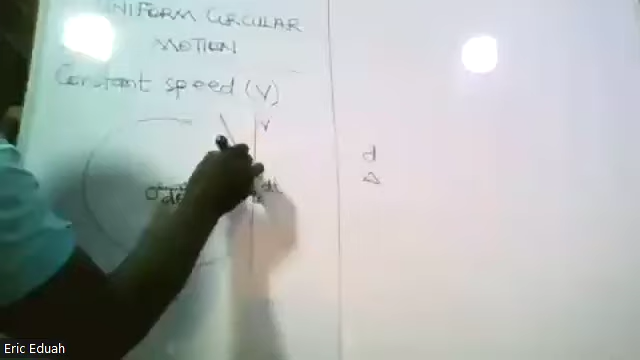 UNIFORM CIRCULAR
MOTION
Constant speed (V)
V
d
Δ
Eric Eduah